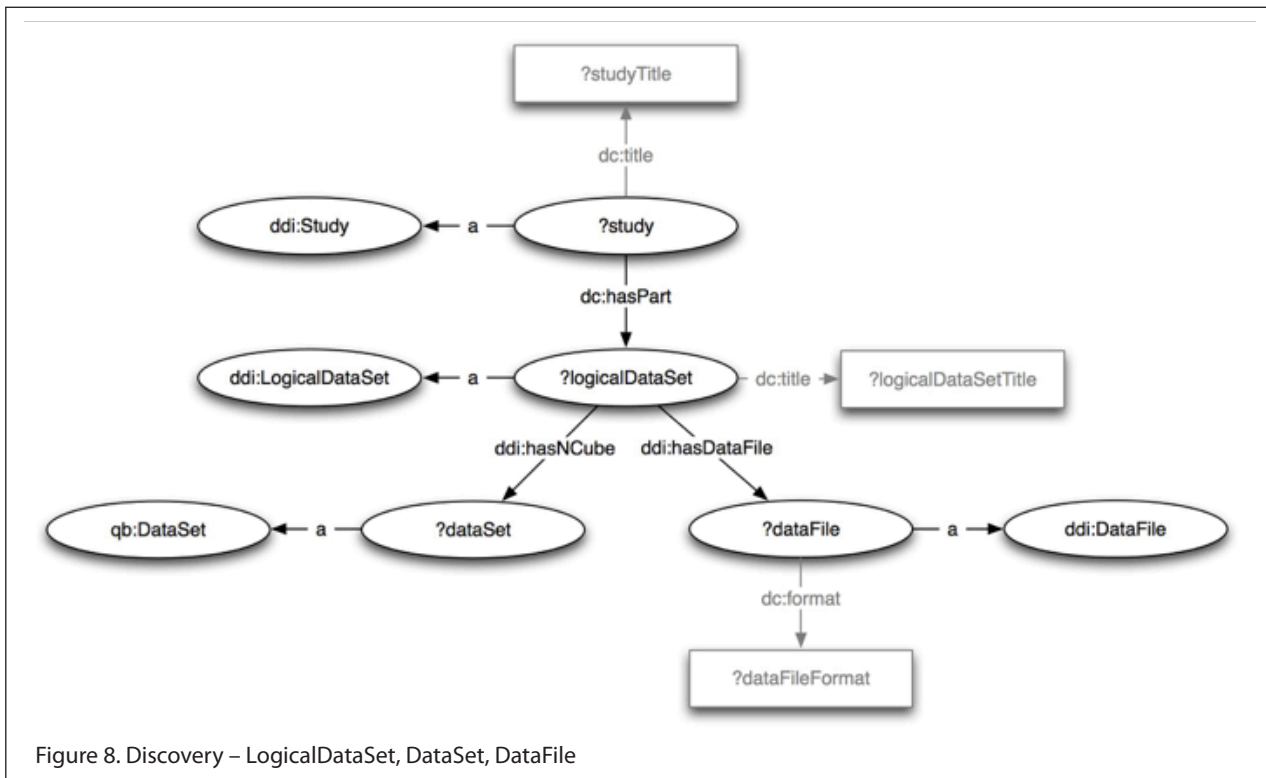 ?studyTitle
dc:title
ddi:Study
a
?study
dc:hasPart
ddi:LogicalDataSet
a
?logicalDataSet
dc:title
?logicalDataSetTitle
ddi:hasNCube
ddi:hasDataFile
qb:DataSet
a
?dataSet
?dataFile
a
ddi:DataFile
dc:format
?dataFileFormat
Figure 8. Discovery – LogicalDataSet, DataSet, DataFile